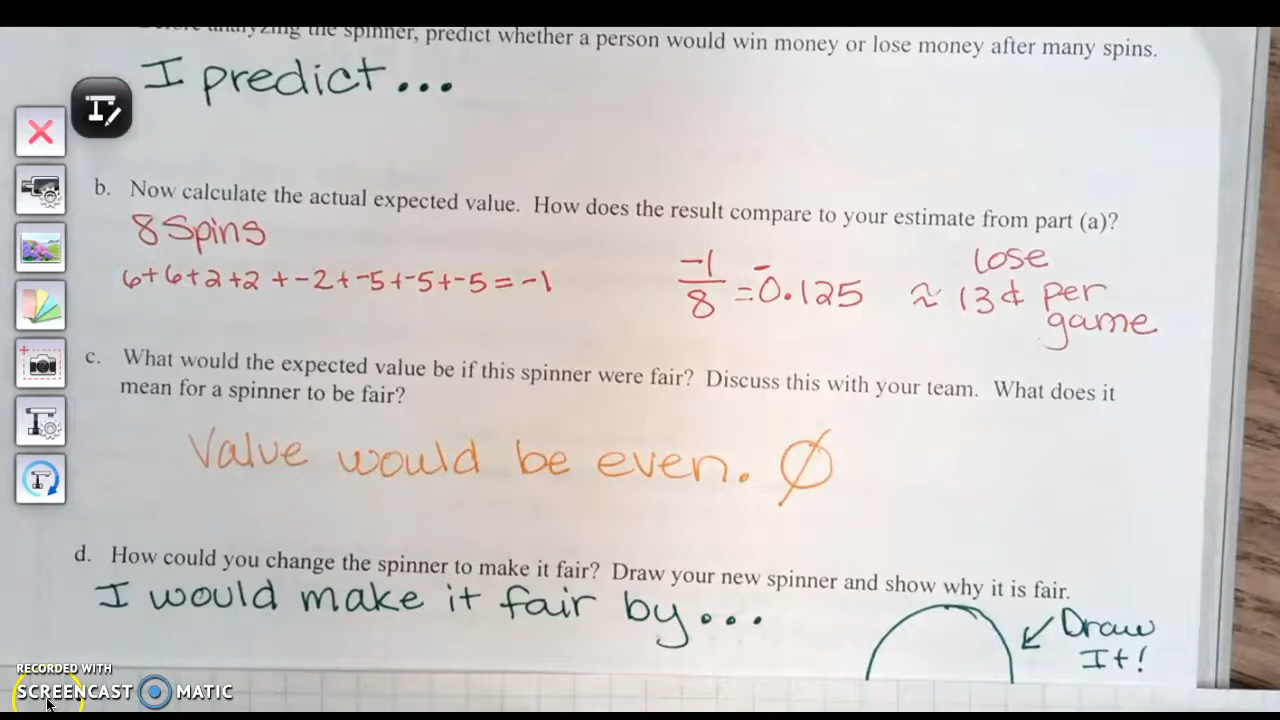 analyzing the spinner, predict whether a person would win money or lose money after many spins.
I predict...
b. Now calculate the actual expected value. How does the result compare to your estimate from part (a)?
8 Spins
6+6+2+2+-2+-5+-5+-5=-1
-1/8 = -0.125 ≈ lose 13¢ per game
c. What would the expected value be if this spinner were fair? Discuss this with your team. What does it
mean for a spinner to be fair?
Value would be even. 0
d. How could you change the spinner to make it fair? Draw your new spinner and show why it is fair.
I would make it fair by...
Draw
It!
RECORDED WITH
SCREENCAST MATIC